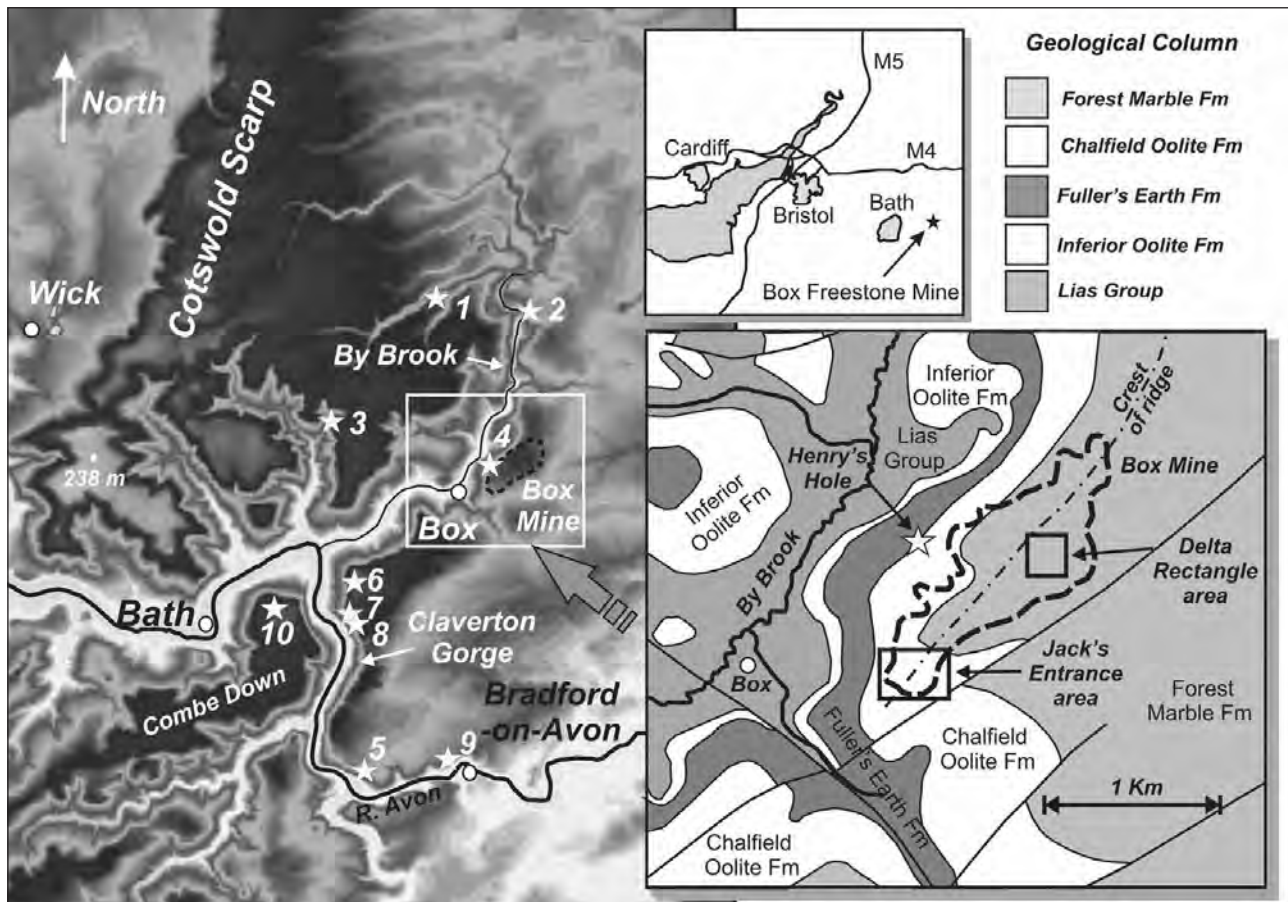 North
Cotswold Scarp
Wick
1
2
By Brook
3
4
238 m
Box
Box
Mine
6
7
8
Bath
10
Claverton
Gorge
Combe Down
Bradford
-on-Avon
5
9
R. Avon
M5
Cardiff
M4
Bristol
Bath
Box Freestone Mine
Geological Column
Forest Marble Fm
Chalfield Oolite Fm
Fuller's Earth Fm
Inferior Oolite Fm
Lias Group
Inferior
Oolite Fm
Crest
of ridge
Lias
Group
Henry's
Hole
Box Mine
Inferior
Oolite Fm
By Brook
Delta
Rectangle
area
Jack's
Entrance
area
Box
Forest
Marble Fm
Fuller's Earth Fm
Chalfield
Oolite Fm
1 Km
Chalfield
Oolite Fm